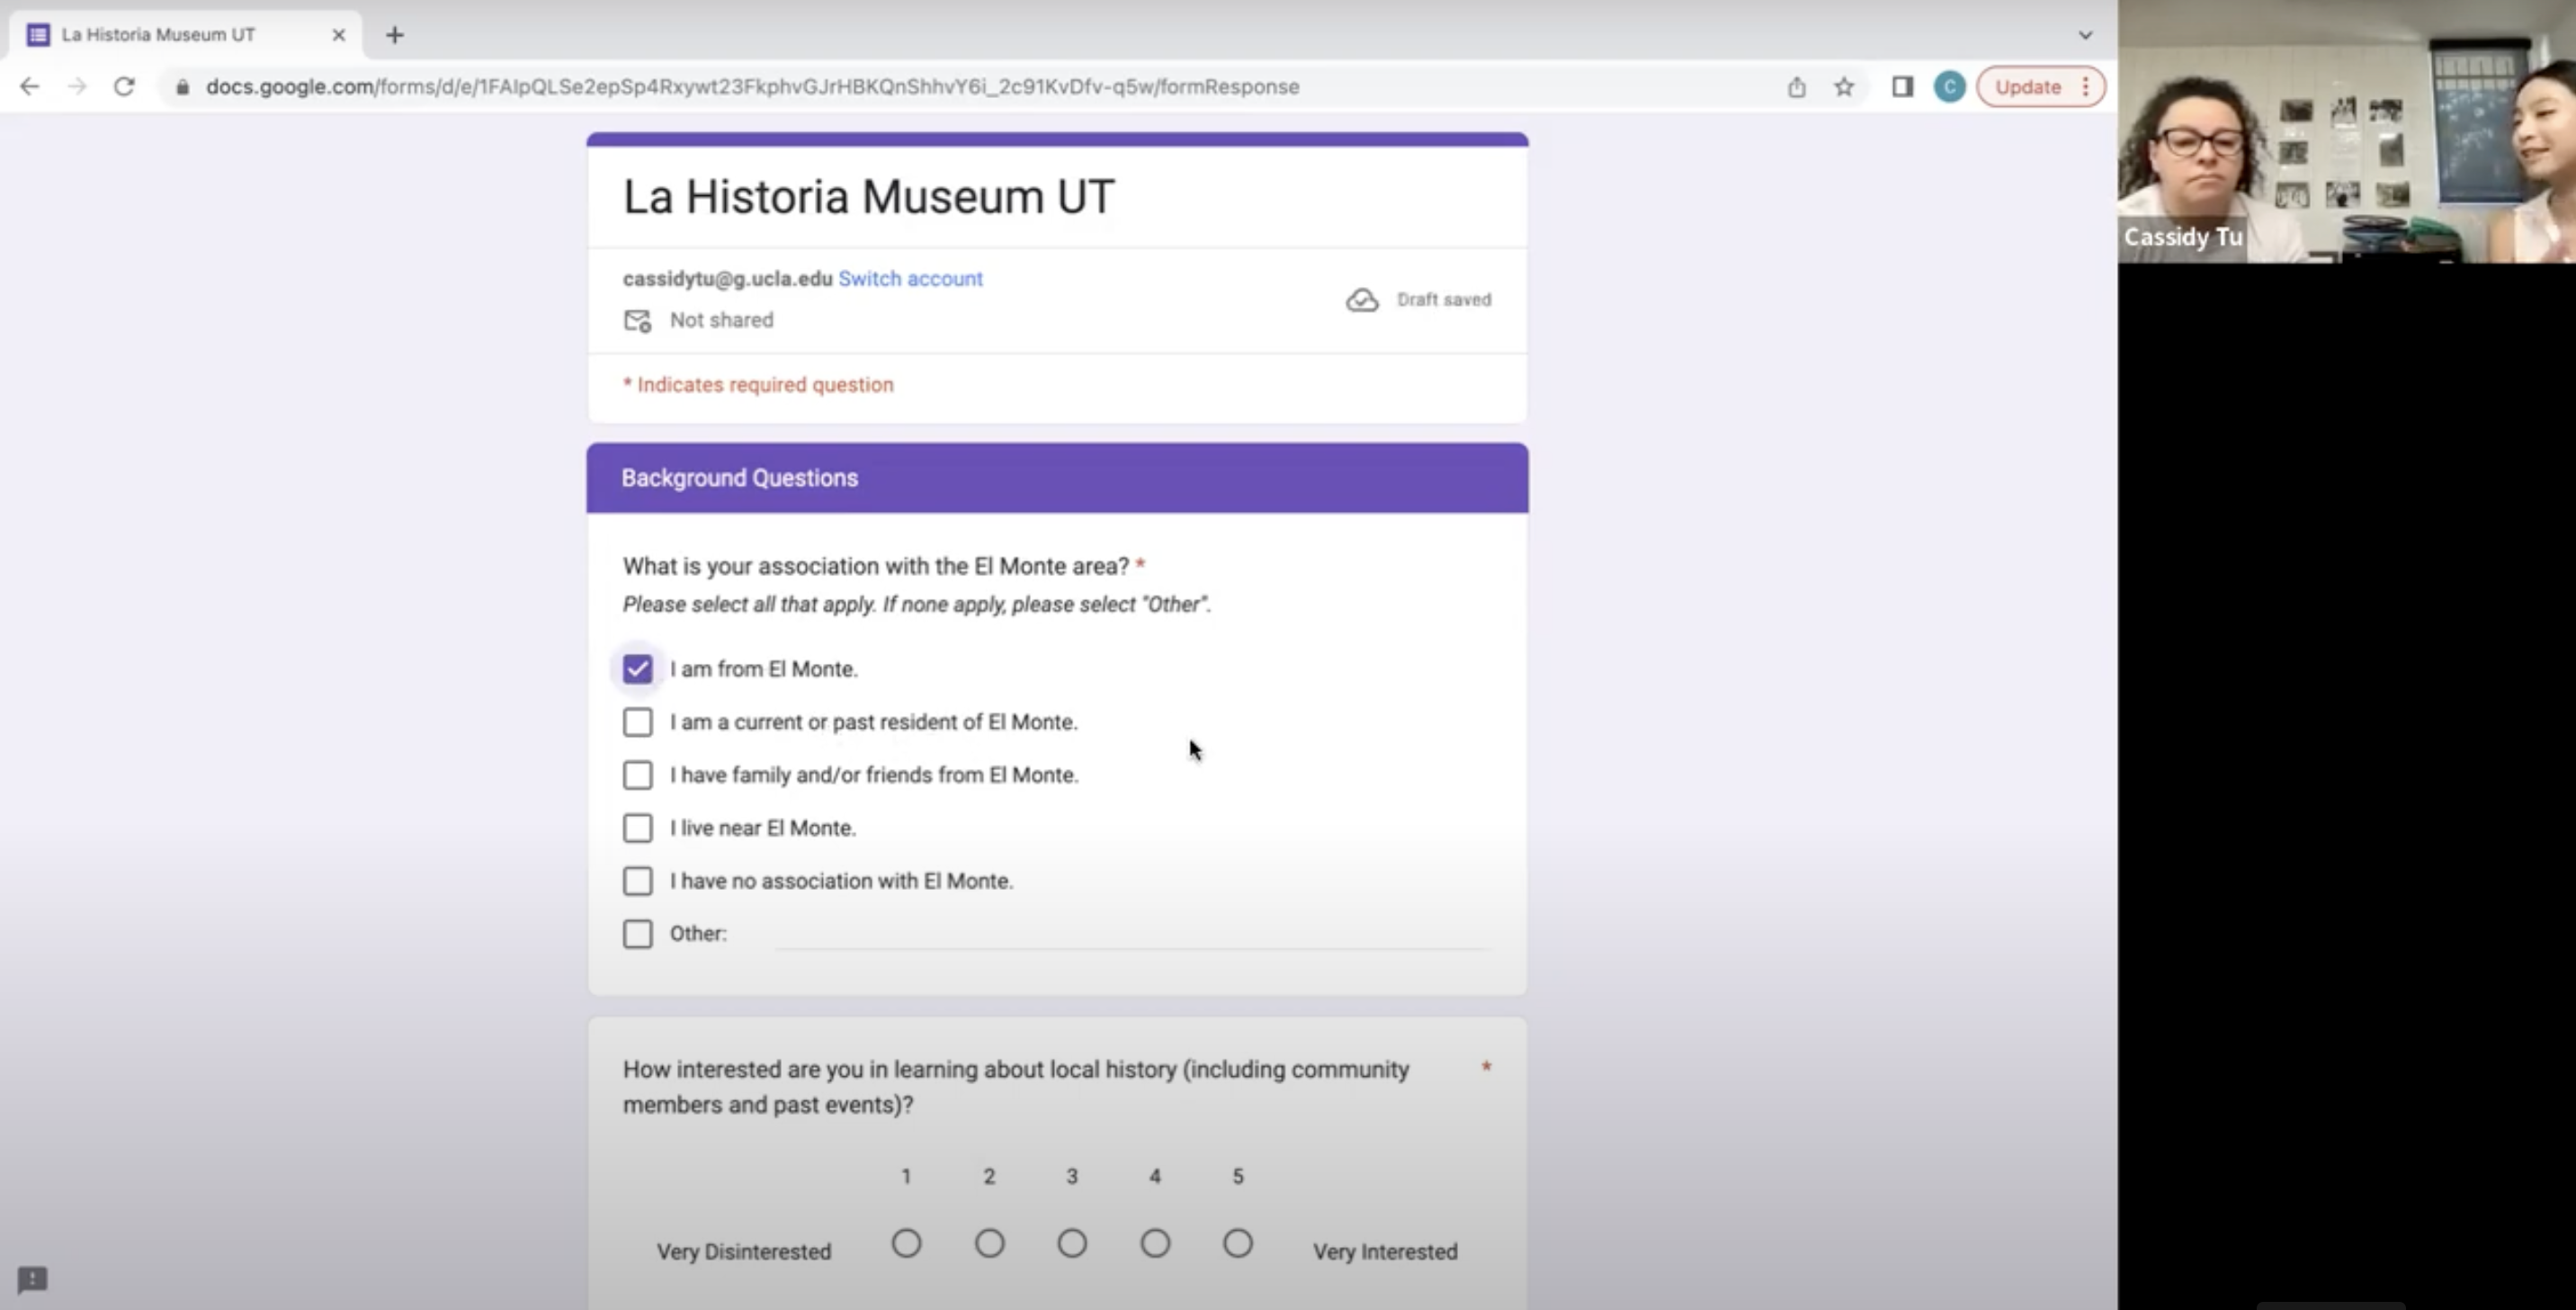 La Historia Museum UT
docs.google.com/forms/d/e/1FAIpQLSe2epSp4Rxywt23FkphvGJrHBKQnShhvY6i_2c91KvDfv-q5w/formResponse
C
Update
La Historia Museum UT
cassidytu@g.ucla.edu Switch account
Not shared
Draft saved
* Indicates required question
Background Questions
What is your association with the El Monte area? *
Please select all that apply. If none apply, please select "Other".
I am from El Monte.
I am a current or past resident of El Monte.
I have family and/or friends from El Monte.
I live near El Monte.
I have no association with El Monte.
Other:
How interested are you in learning about local history (including community *
members and past events)?
1 2 3 4 5
Very Disinterested Very Interested
Cassidy Tu